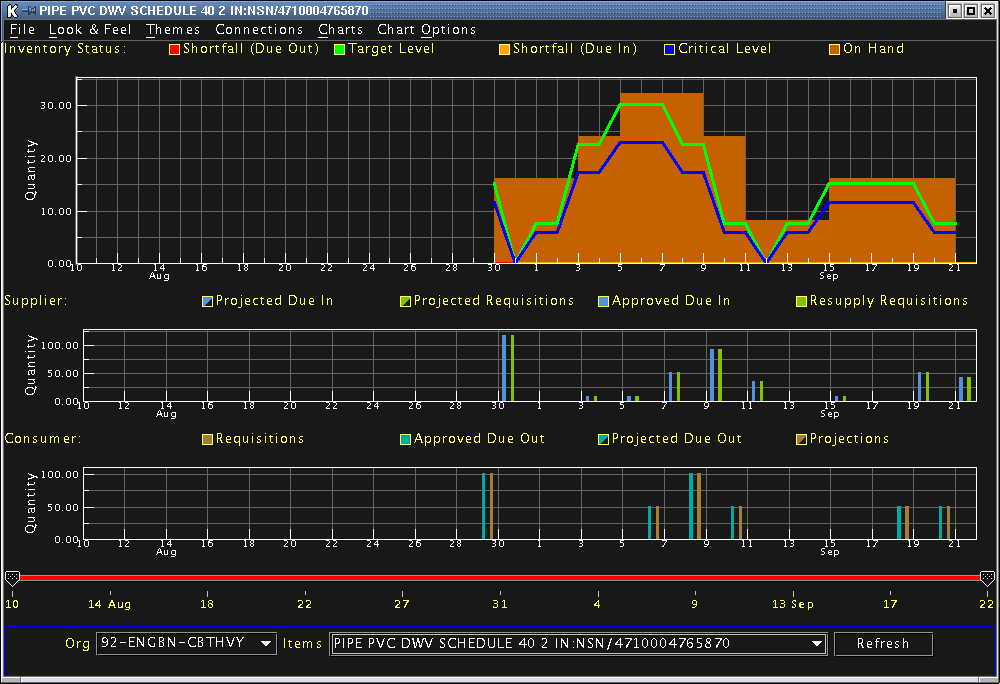 K PIPE PVC DWV SCHEDULE 40 2 IN:NSN/4710004765870
File Look & Feel Themes Connections Charts Chart Options
Inventory Status: Shortfall (Due Out) Target Level Shortfall (Due In) Critical Level On Hand
30.00
20.00
10.00
0.00
Quantity
10 12 14 16 18 20 22 24 26 28 30 1 3 5 7 9 11 13 15 17 19 21
Aug Sep
Supplier: Projected Due In Projected Requisitions Approved Due In Resupply Requisitions
100.00
50.00
0.00
Quantity
10 12 14 16 18 20 22 24 26 28 30 1 3 5 7 9 11 13 15 17 19 21
Aug Sep
Consumer: Requisitions Approved Due Out Projected Due Out Projections
100.00
50.00
0.00
Quantity
10 12 14 16 18 20 22 24 26 28 30 1 3 5 7 9 11 13 15 17 19 21
Aug Sep
10 14 Aug 18 22 27 31 4 9 13 Sep 17 22
Org 92-ENGBN-CBTHVY Items PIPE PVC DWV SCHEDULE 40 2 IN:NSN/4710004765870 Refresh